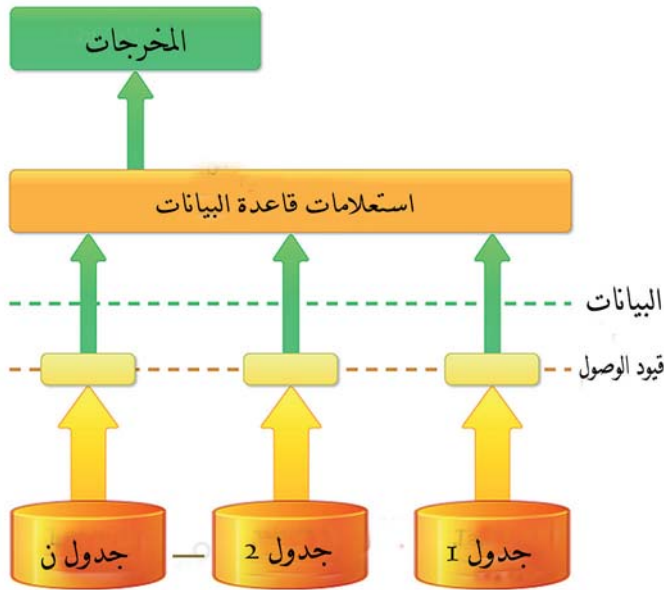 المخرجات
استعلامات قاعدة البيانات
البيانات
قيود الوصول
جدول 1
جدول 2
جدول ن